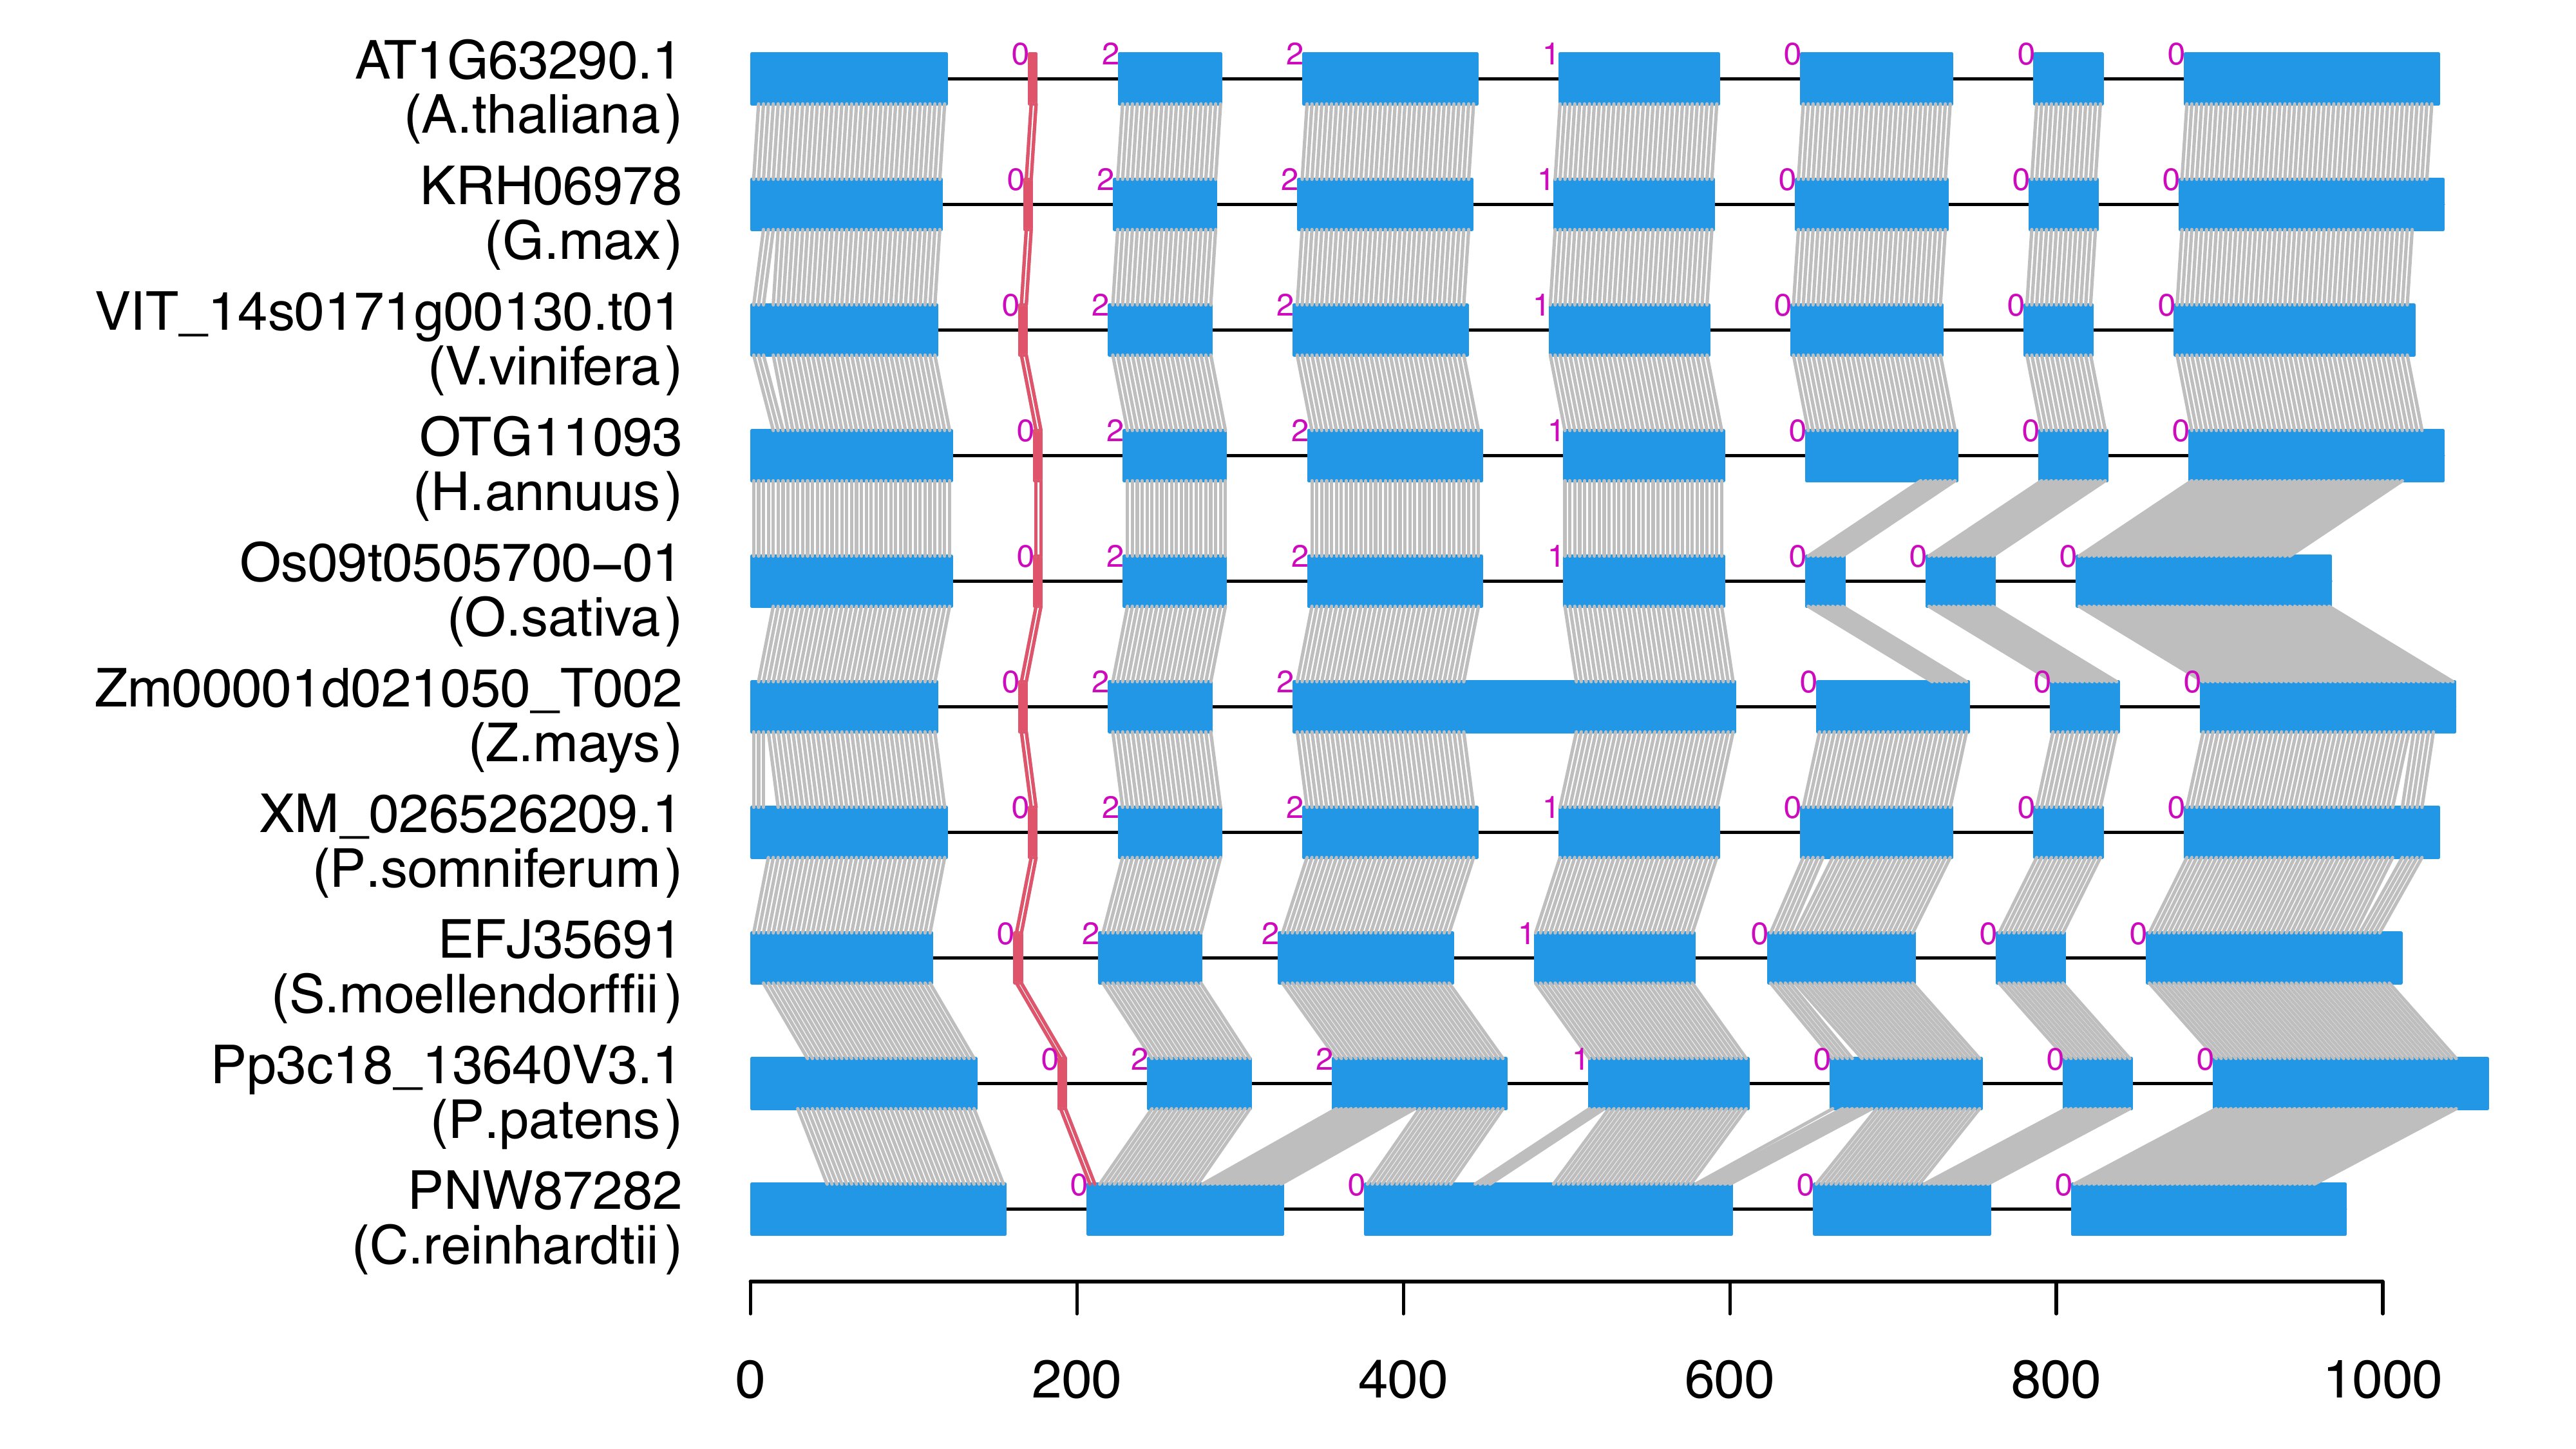 AT1G63290.1
(A.thaliana)
0 2 2 1 0 0 0
KRH06978
(G.max)
0 2 2 1 0 0 0
VIT_14s0171g00130.t01
(V.vinifera)
0 2 2 1 0 0 0
OTG11093
(H.annuus)
0 2 2 1 0 0 0
Os09t0505700−01
(O.sativa)
0 2 2 1 0 0 0
Zm00001d021050_T002
(Z.mays)
0 2 2 0 0 0
XM_026526209.1
(P.somniferum)
0 2 2 1 0 0 0
EFJ35691
(S.moellendorffii)
0 2 2 1 0 0 0
Pp3c18_13640V3.1
(P.patens)
0 2 2 1 0 0 0
PNW87282
(C.reinhardtii)
0 0 0 0
0 200 400 600 800 1000